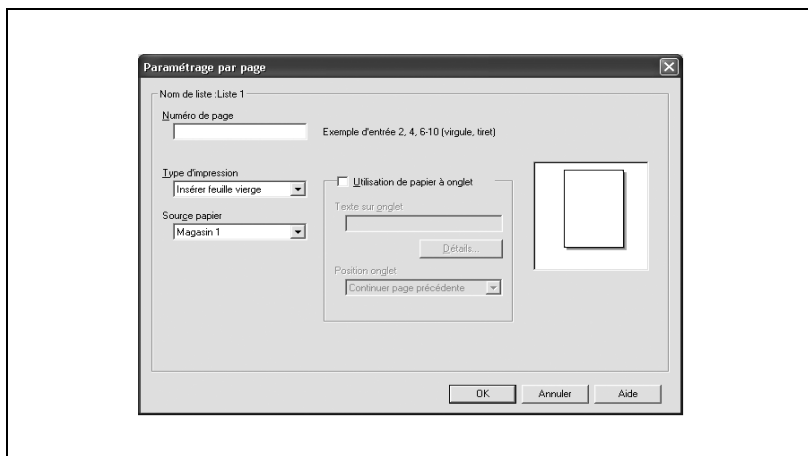 Paramétrage par page
Nom de liste :Liste 1
Numéro de page
Exemple d'entrée 2, 4, 6-10 (virgule, tiret)
Type d'impression
Insérer feuille vierge
Source papier
Magasin 1
Utilisation de papier à onglet
Texte sur onglet
Détails...
Position onglet
Continuer page précédente
OK
Annuler
Aide